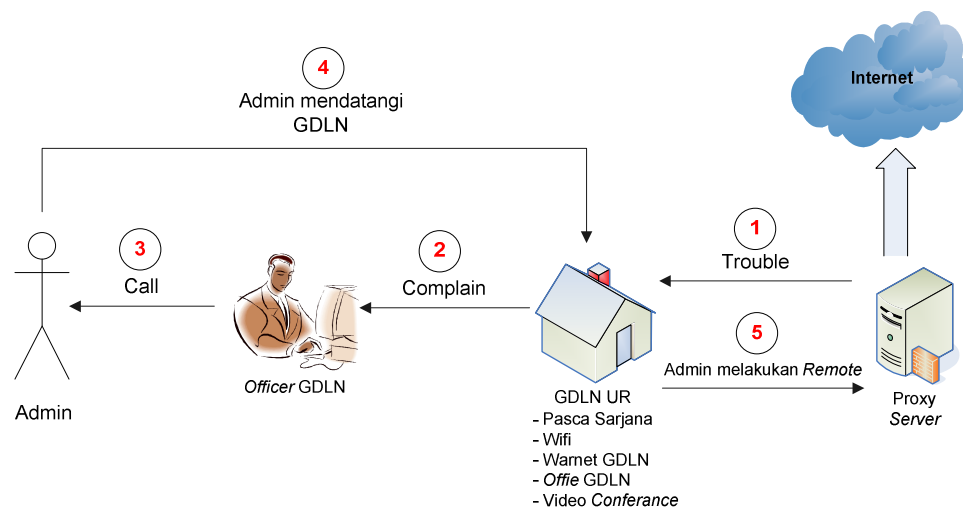 4
Admin mendatangi
GDLN
Internet
3
Call
2
Complain
1
Trouble
5
Admin melakukan Remote
Admin
Officer GDLN
GDLN UR
- Pasca Sarjana
- Wifi
- Warnet GDLN
- Offie GDLN
- Video Conferance
Proxy
Server